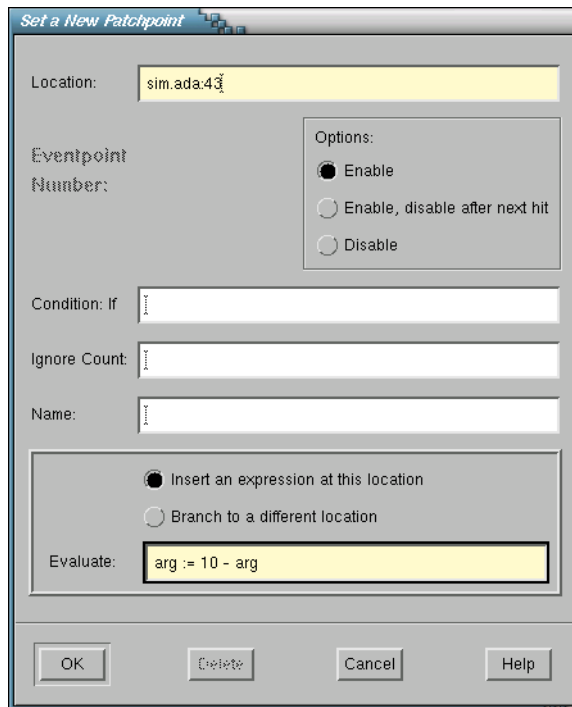 Set a New Patchpoint
Location:
sim.ada:43
Eventpoint
Number:
Options:
Enable
Enable, disable after next hit
Disable
Condition: If
Ignore Count:
Name:
Insert an expression at this location
Branch to a different location
Evaluate:
arg := 10 - arg
OK
Delete
Cancel
Help